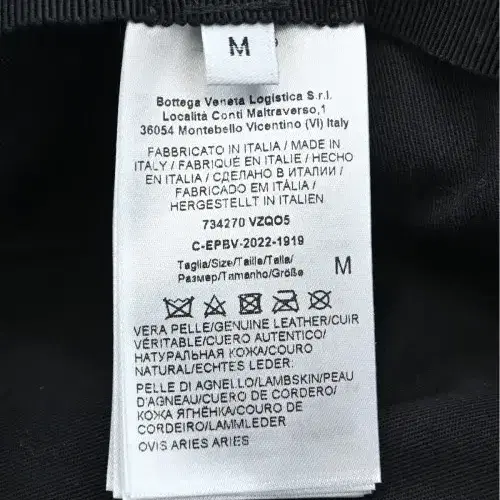 M
Bottega Veneta Logistica S.r.l.
Località Conti Maltraverso,1
36054 Montebello Vicentino (VI) Italy
FABBRICATO IN ITALIA / MADE IN
ITALY / FABRIQUÉ EN ITALIE / HECHO
EN ITALIA / СДЕЛАНО В ИТАЛИИ /
FABRICADO EM ITÁLIA /
HERGESTELLT IN ITALIEN
734270 VZQO5
C-EPBV-2022-1919
Taglia/Size/Taille/Talla/
Размер/Tamanho/Größe M
VERA PELLE/GENUINE LEATHER/CUIR
VÉRITABLE/CUERO AUTÉNTICO/
НАТУРАЛЬНАЯ КОЖА/COURO
NATURAL/ECHTES LEDER:
PELLE DI AGNELLO/LAMBSKIN/PEAU
D'AGNEAU/CUERO DE CORDERO/
КОЖА ЯГНЁНКА/COURO DE
CORDEIRO/LAMMLEDER
OVIS ARIES ARIES